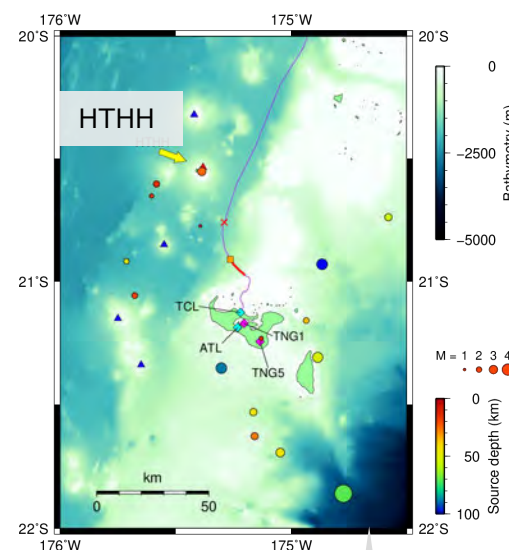 176°W
175°W
20°S
20°S
0
HTHH
HTHH
−2500
Bathymetry (m)
−5000
21°S
21°S
TCL
TNG1
ATL
TNG5
M = 1 2 3 4
0
km
50
Source depth (km)
0
50
100
22°S
22°S
176°W
175°W